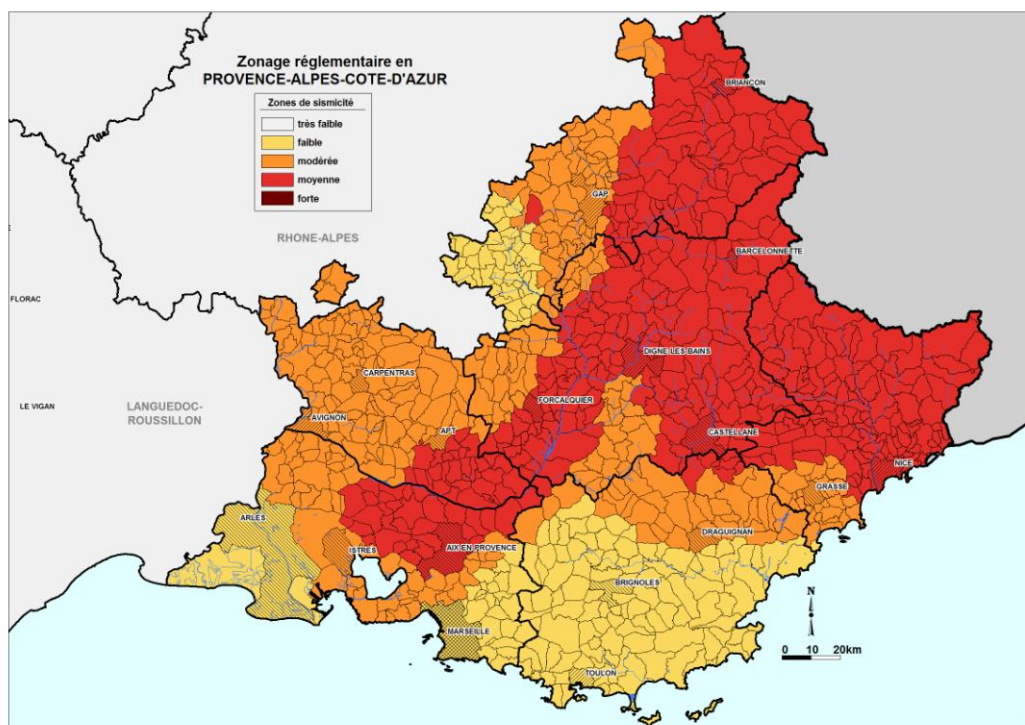 Zonage réglementaire en
PROVENCE-ALPES-COTE-D'AZUR
Zones de sismicité
très faible
faible
modérée
moyenne
forte
BRIANÇON
GAP
RHONE-ALPES
BARCELONNETTE
FLORAC
DIGNE-LES-BAINS
CARPENTRAS
FORCALQUIER
LE VIGAN
LANGUEDOC-
ROUSSILLON
AVIGNON
APT
CASTELLANE
NICE
GRASSE
ARLES
DRAGUIGNAN
ISTRES
AIX EN PROVENCE
BRIGNOLES
N
MARSEILLE
0 10 20km
TOULON